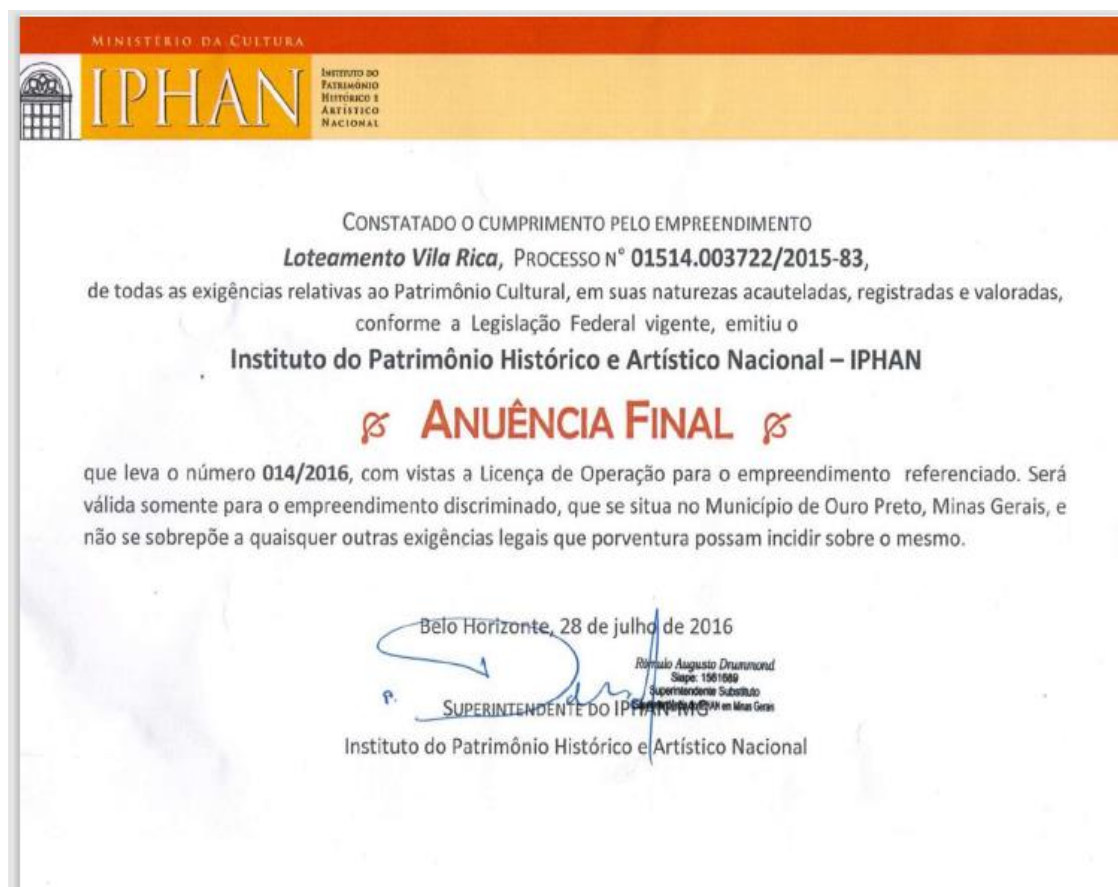 MINISTÉRIO DA CULTURA
IPHAN
INSTITUTO DO
PATRIMÔNIO
HISTÓRICO E
ARTÍSTICO
NACIONAL
CONSTATADO O CUMPRIMENTO PELO EMPREENDIMENTO
Loteamento Vila Rica, PROCESSO N° 01514.003722/2015-83,
de todas as exigências relativas ao Patrimônio Cultural, em suas naturezas acauteladas, registradas e valoradas,
conforme a Legislação Federal vigente, emitiu o
Instituto do Patrimônio Histórico e Artístico Nacional – IPHAN
ANUÊNCIA FINAL
que leva o número 014/2016, com vistas a Licença de Operação para o empreendimento referenciado. Será
válida somente para o empreendimento discriminado, que se situa no Município de Ouro Preto, Minas Gerais, e
não se sobrepõe a quaisquer outras exigências legais que porventura possam incidir sobre o mesmo.
Belo Horizonte, 28 de julho de 2016
Rômulo Augusto Drummond
Siape: 1561689
Superintendente Substituto
IPHAN em Minas Gerais
P.
SUPERINTENDENTE DO IPHAN-MG
Instituto do Patrimônio Histórico e Artístico Nacional